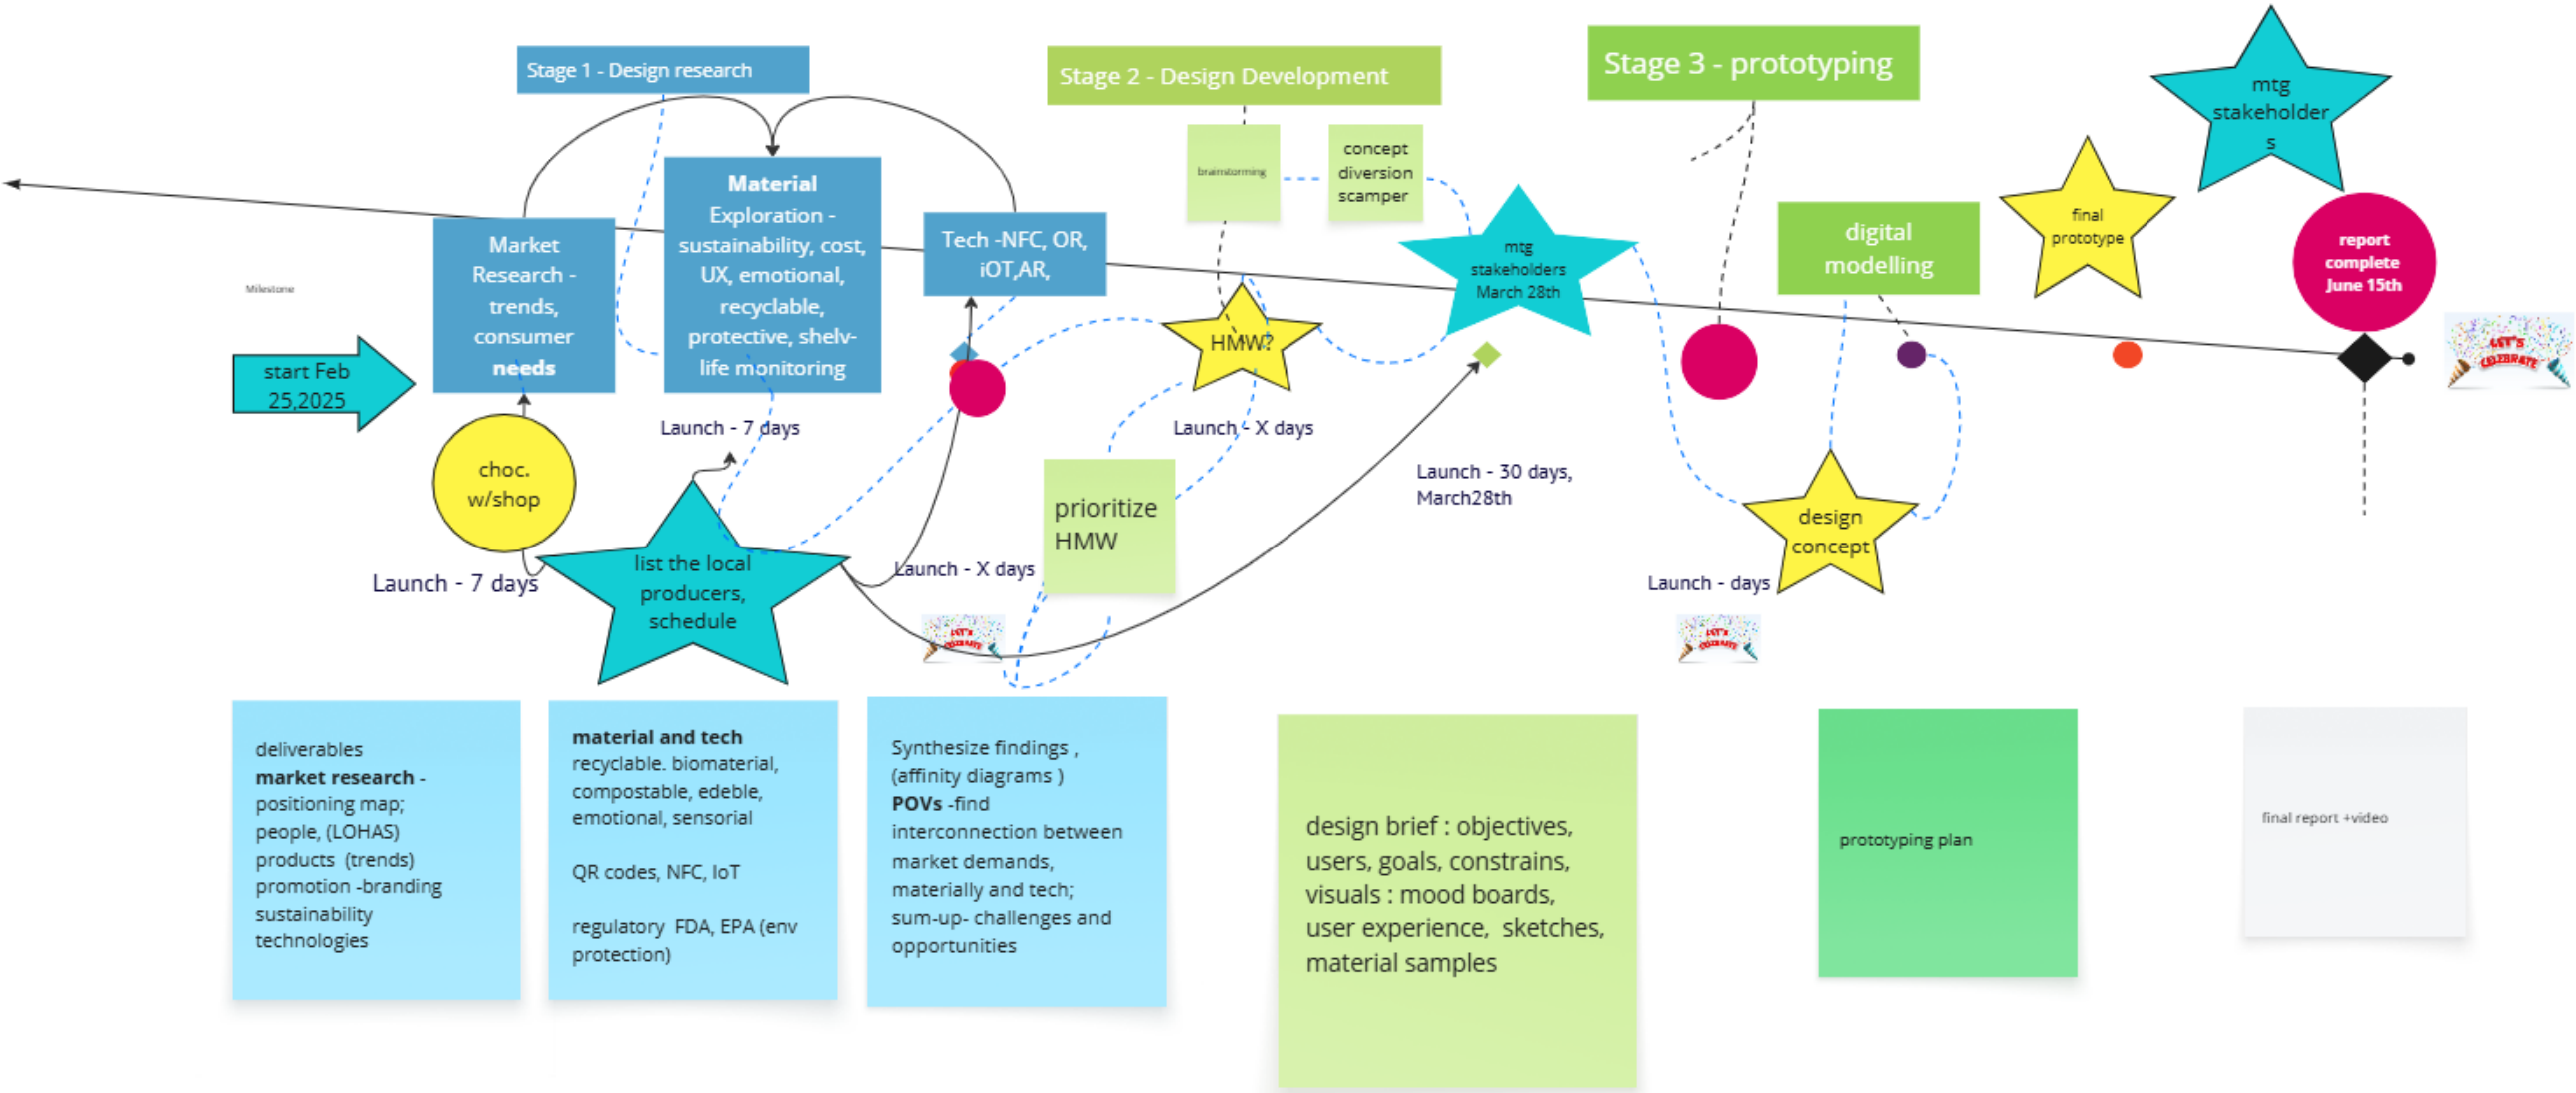 Stage 1 - Design research
Stage 2 - Design Development
Stage 3 - prototyping
mtg
stakeholder
s
brainstorming
concept
diversion
scamper
Material
Exploration -
sustainability, cost,
UX, emotional,
recyclable,
protective, shelv-
life monitoring
Market
Research -
trends,
consumer
needs
Tech -NFC, OR,
iOT,AR,
mtg
stakeholders
March 28th
digital
modelling
final
prototype
report
complete
June 15th
Milestone
start Feb
25,2025
HMW?
LET'S
CELEBRATE
choc.
w/shop
Launch - 7 days
Launch - X days
Launch - 30 days,
March28th
prioritize
HMW
design
concept
Launch - 7 days
list the local
producers,
schedule
Launch - X days
Launch - days
LET'S
CELEBRATE
LET'S
CELEBRATE
deliverables
market research -
positioning map;
people, (LOHAS)
products  (trends)
promotion -branding
sustainability
technologies
material and tech
recyclable. biomaterial,
compostable, edeble,
emotional, sensorial
QR codes, NFC, IoT
regulatory  FDA, EPA (env
protection)
Synthesize findings ,
(affinity diagrams )
POVs -find
interconnection between
market demands,
materially and tech;
sum-up- challenges and
opportunities
design brief : objectives,
users, goals, constrains,
visuals : mood boards,
user experience,  sketches,
material samples
prototyping plan
final report +video